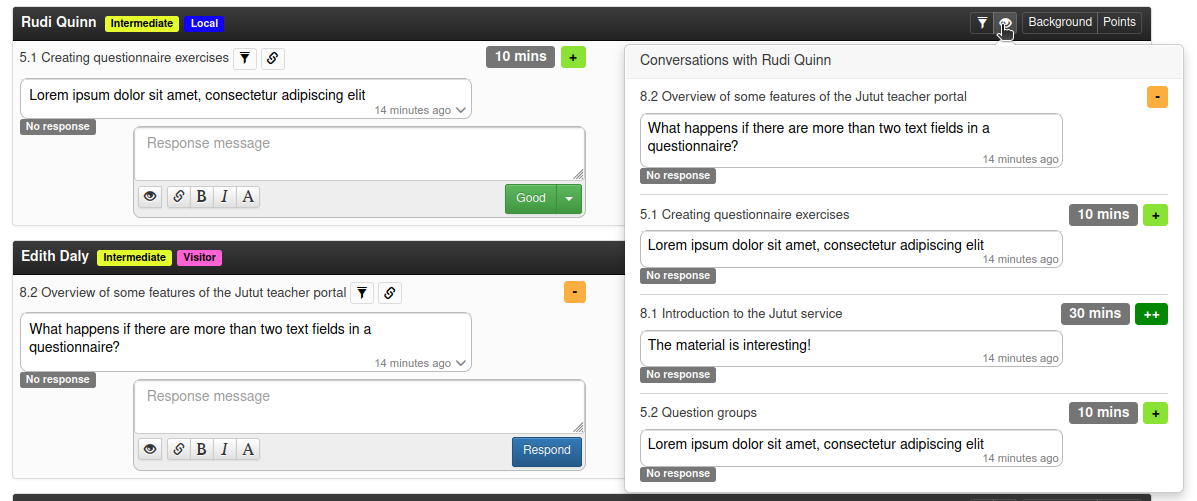 Rudi Quinn Intermediate Local Background Points
5.1 Creating questionnaire exercises 10 mins +
Lorem ipsum dolor sit amet, consectetur adipiscing elit
14 minutes ago
No response
Response message
B I A Good
Edith Daly Intermediate Visitor
8.2 Overview of some features of the Jutut teacher portal -
What happens if there are more than two text fields in a
questionnaire?
14 minutes ago
No response
Response message
B I A Respond
Conversations with Rudi Quinn
8.2 Overview of some features of the Jutut teacher portal -
What happens if there are more than two text fields in a
questionnaire?
14 minutes ago
No response
5.1 Creating questionnaire exercises 10 mins +
Lorem ipsum dolor sit amet, consectetur adipiscing elit
14 minutes ago
No response
8.1 Introduction to the Jutut service 30 mins ++
The material is interesting!
14 minutes ago
No response
5.2 Question groups 10 mins +
Lorem ipsum dolor sit amet, consectetur adipiscing elit
14 minutes ago
No response